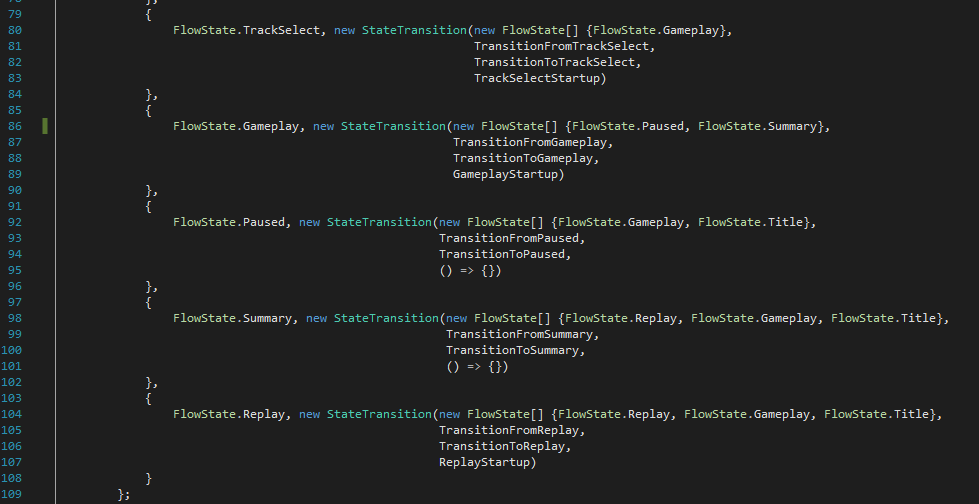 79 {
80 FlowState.TrackSelect, new StateTransition(new FlowState[] {FlowState.Gameplay},
81 TransitionFromTrackSelect,
82 TransitionToTrackSelect,
83 TrackSelectStartup)
84 },
85 {
86 FlowState.Gameplay, new StateTransition(new FlowState[] {FlowState.Paused, FlowState.Summary},
87 TransitionFromGameplay,
88 TransitionToGameplay,
89 GameplayStartup)
90 },
91 {
92 FlowState.Paused, new StateTransition(new FlowState[] {FlowState.Gameplay, FlowState.Title},
93 TransitionFromPaused,
94 TransitionToPaused,
95 () => {})
96 },
97 {
98 FlowState.Summary, new StateTransition(new FlowState[] {FlowState.Replay, FlowState.Gameplay, FlowState.Title},
99 TransitionFromSummary,
100 TransitionToSummary,
101 () => {})
102 },
103 {
104 FlowState.Replay, new StateTransition(new FlowState[] {FlowState.Replay, FlowState.Gameplay, FlowState.Title},
105 TransitionFromReplay,
106 TransitionToReplay,
107 ReplayStartup)
108 }
109 };